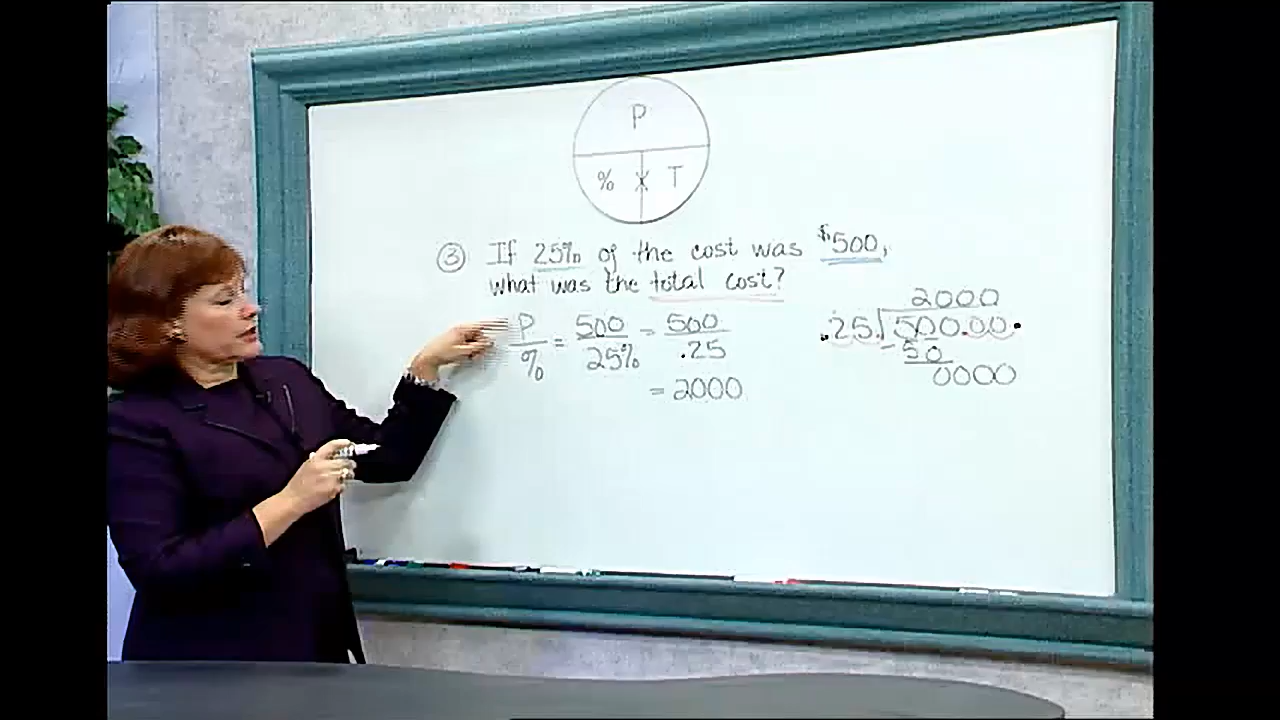 P
% × T
③ If 25% of the cost was $500,
what was the total cost?
P/% = 500/25% = 500/.25
= 2000
2000
.25.)500.00.
50
0000